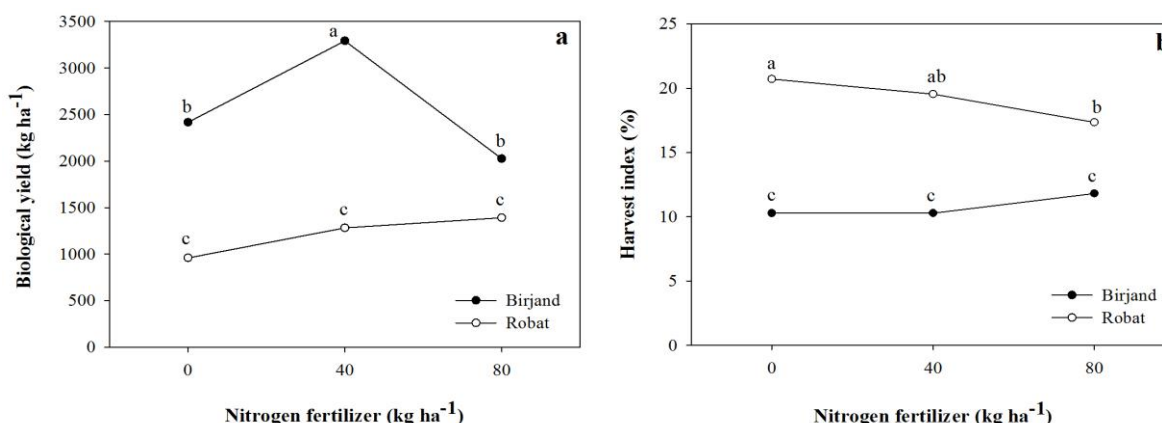 a
Biological yield (kg ha-1)
3500
3000
2500
2000
1500
1000
500
0
b
a
b
c
c
c
Birjand
Robat
0 40 80
Nitrogen fertilizer (kg ha-1)
b
Harvest index (%)
25
20
15
10
5
0
a
ab
b
c
c
c
Birjand
Robat
0 40 80
Nitrogen fertilizer (kg ha-1)